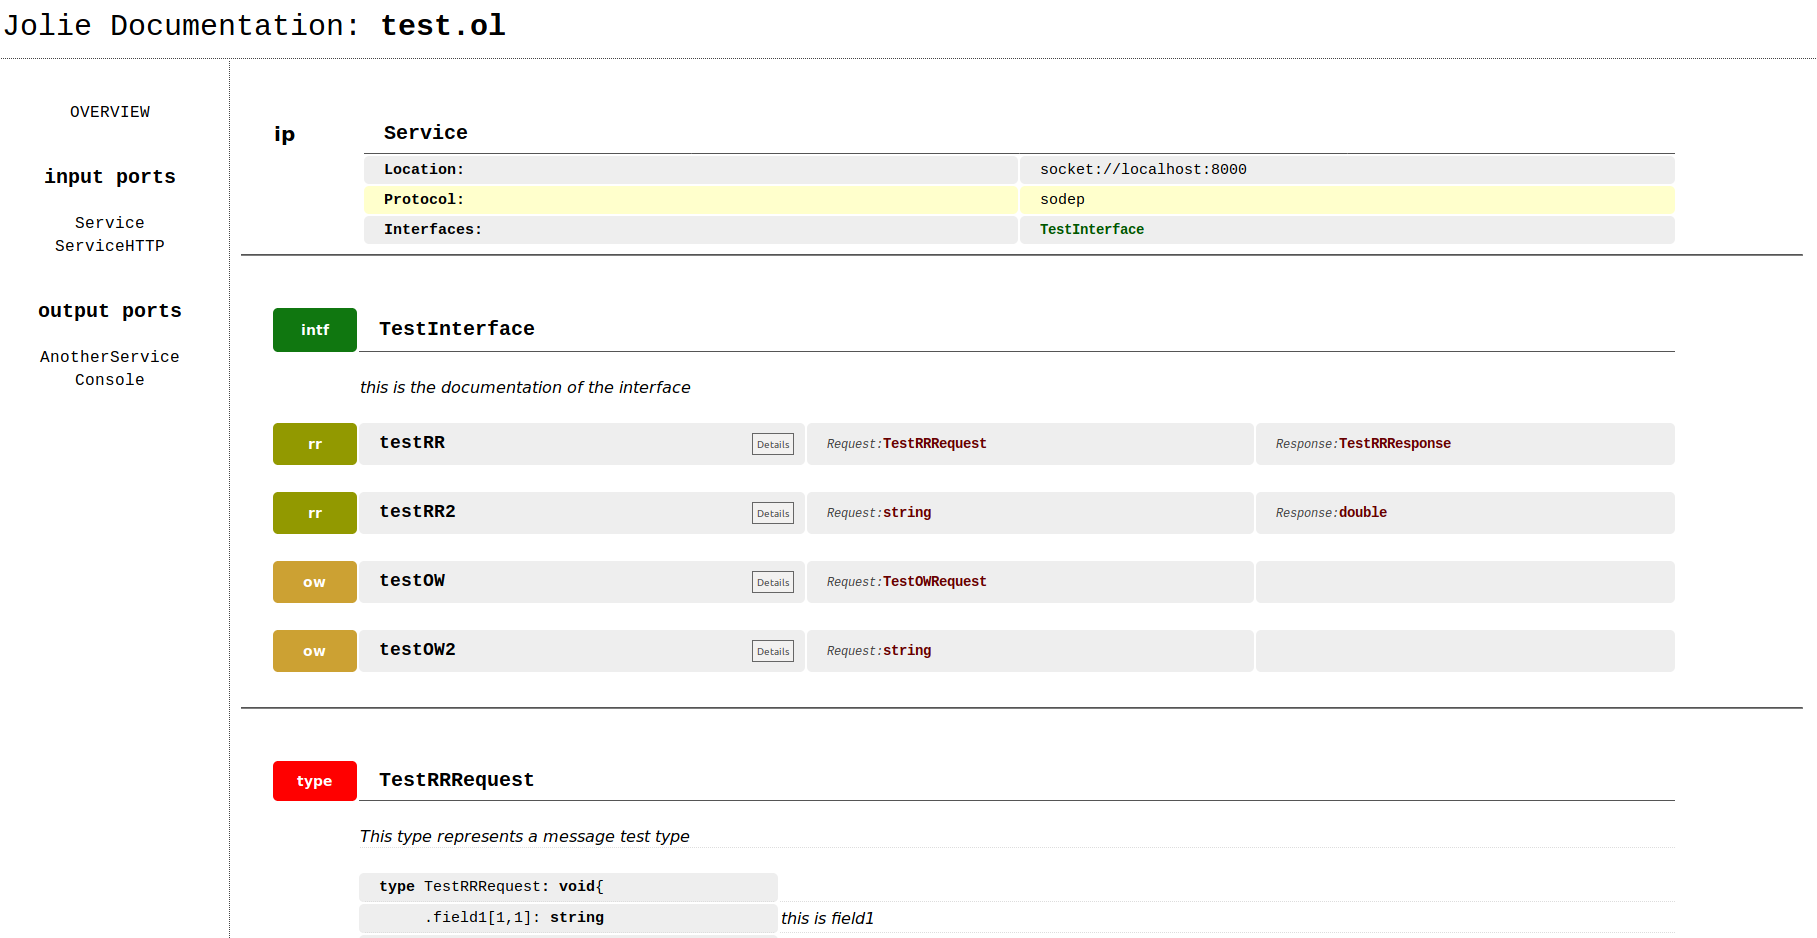 Jolie Documentation: test.ol
OVERVIEW
input ports
Service
ServiceHTTP
output ports
AnotherService
Console
ip Service
Location: socket://localhost:8000
Protocol: sodep
Interfaces: TestInterface
intf TestInterface
this is the documentation of the interface
rr testRR Details Request:TestRRRequest Response:TestRRResponse
rr testRR2 Details Request:string Response:double
ow testOW Details Request:TestOWRequest
ow testOW2 Details Request:string
type TestRRRequest
This type represents a message test type
type TestRRRequest: void{
.field1[1,1]: string this is field1